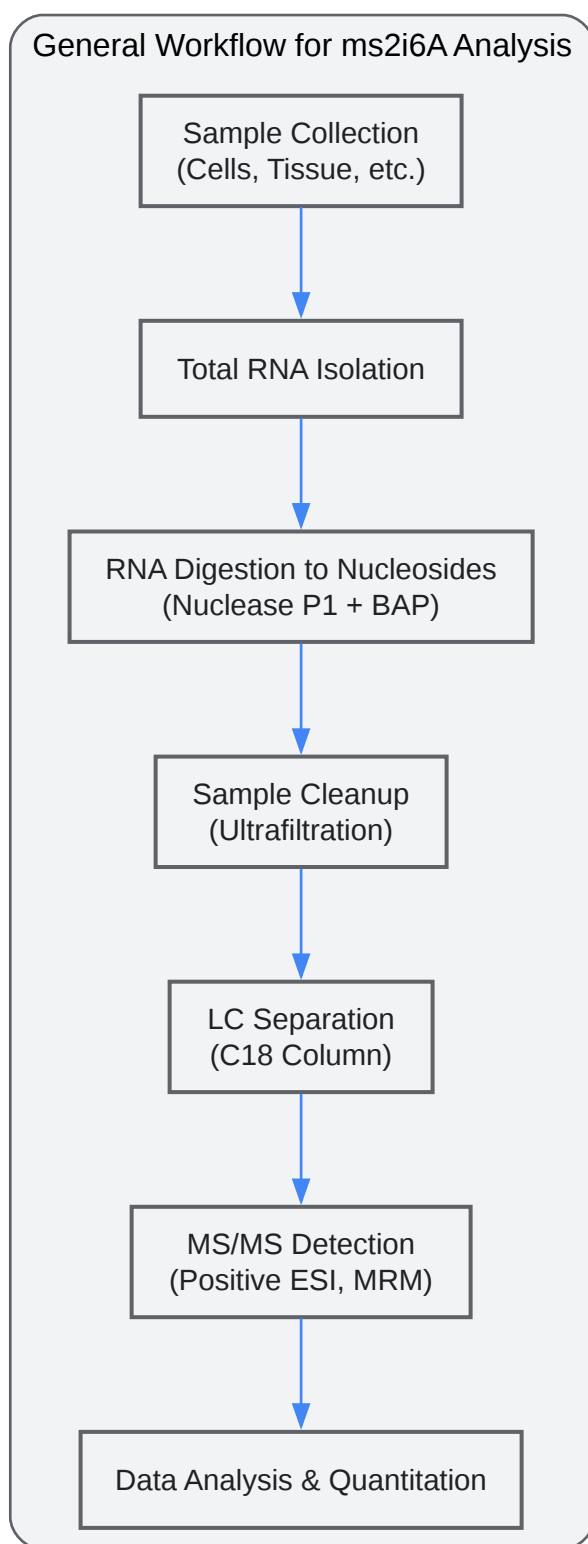 General Workflow for ms2i6A Analysis
Sample Collection
(Cells, Tissue, etc.)
Total RNA Isolation
RNA Digestion to Nucleosides
(Nuclease P1 + BAP)
Sample Cleanup
(Ultrafiltration)
LC Separation
(C18 Column)
MS/MS Detection
(Positive ESI, MRM)
Data Analysis & Quantitation